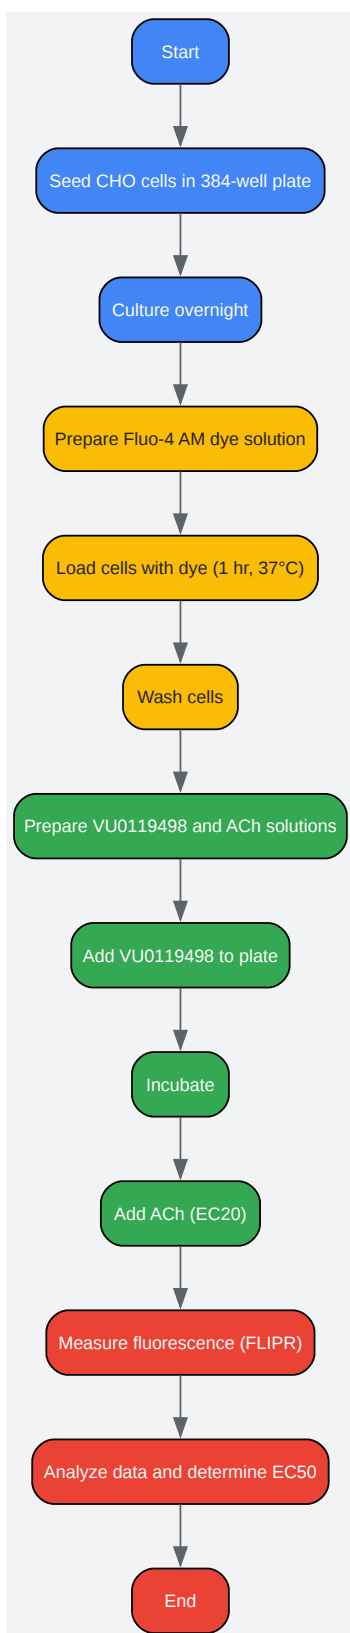 Start
Seed CHO cells in 384-well plate
Culture overnight
Prepare Fluo-4 AM dye solution
Load cells with dye (1 hr, 37°C)
Wash cells
Prepare VU0119498 and ACh solutions
Add VU0119498 to plate
Incubate
Add ACh (EC20)
Measure fluorescence (FLIPR)
Analyze data and determine EC50
End